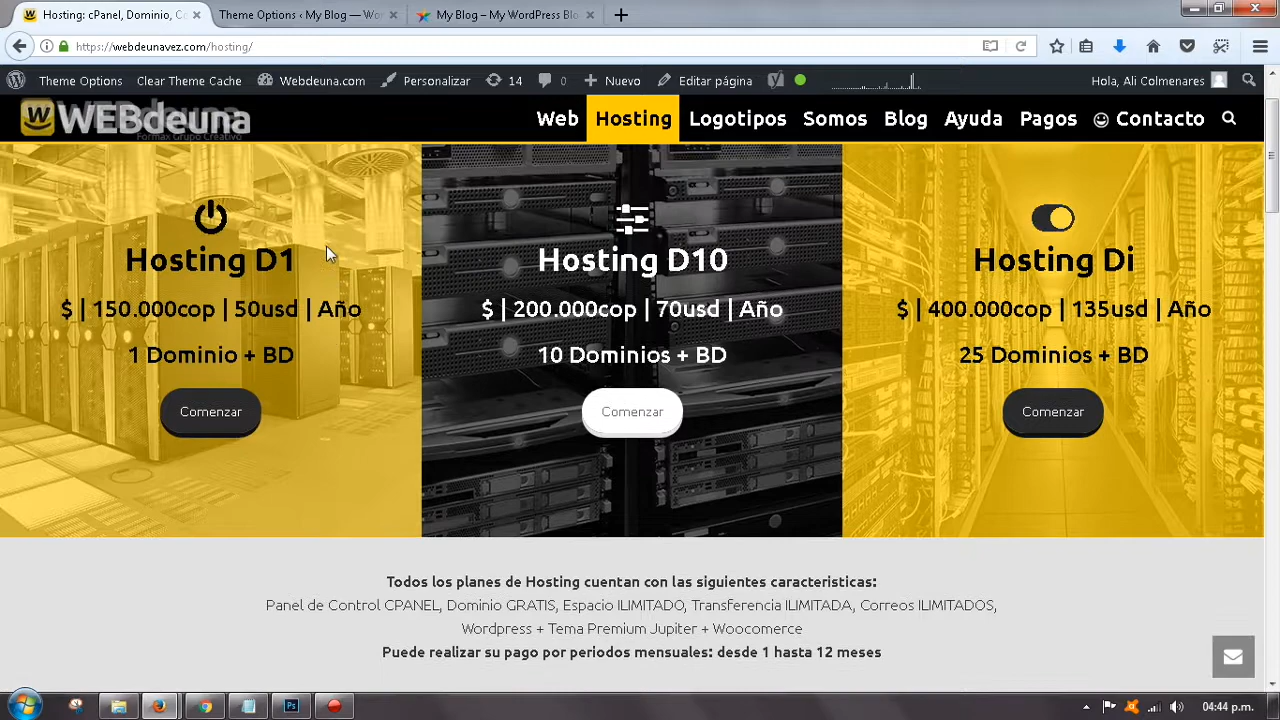 Hosting: cPanel, Dominio, C
Theme Options ‹ My Blog — Wo
My Blog – My WordPress Blo
https://webdeunavez.com/hosting/
Theme Options
Clear Theme Cache
Webdeuna.com
Personalizar
14
0
Nuevo
Editar página
Hola, Ali Colmenares
WEBdeuna
Formax Grupo Creativo
Web
Hosting
Logotipos
Somos
Blog
Ayuda
Pagos
Contacto
Hosting D1
$ | 150.000cop | 50usd | Año
1 Dominio + BD
Comenzar
Hosting D10
$ | 200.000cop | 70usd | Año
10 Dominios + BD
Comenzar
Hosting Di
$ | 400.000cop | 135usd | Año
25 Dominios + BD
Comenzar
Todos los planes de Hosting cuentan con las siguientes caracteristicas:
Panel de Control CPANEL, Dominio GRATIS, Espacio ILIMITADO, Transferencia ILIMITADA, Correos ILIMITADOS,
Wordpress + Tema Premium Jupiter + Woocomerce
Puede realizar su pago por periodos mensuales: desde 1 hasta 12 meses
04:44 p.m.